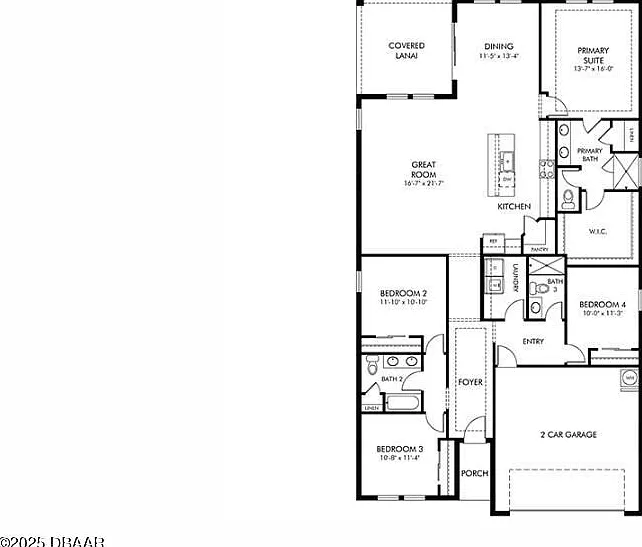 COVERED
LANAI
DINING
11'-5" x 13'-4"
PRIMARY
SUITE
13'-7" x 16'-0"
LINEN
PRIMARY
BATH
GREAT
ROOM
16'-7" x 21'-7"
DW
KITCHEN
W.I.C.
REF
PANTRY
BEDROOM 2
11'-10" x 10'-10"
LAUNDRY
BATH
3
BEDROOM 4
10'-0" x 11'-3"
ENTRY
BATH 2
FOYER
LINEN
2 CAR GARAGE
BEDROOM 3
10'-8" x 11'-4"
PORCH
©2025 DBAAR